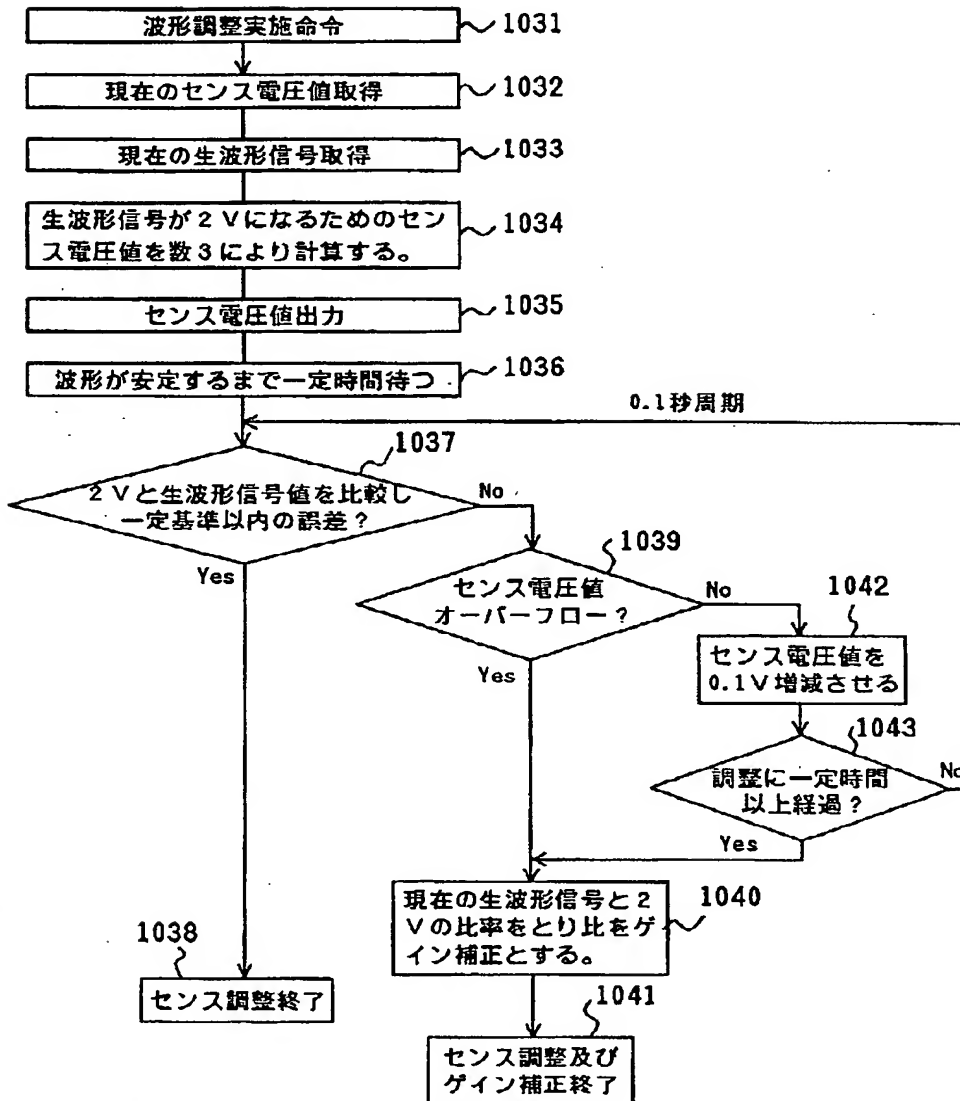 波形調整実施命令
1031
現在のセンス電圧値取得
1032
現在の生波形信号取得
1033
生波形信号が2Vになるためのセン
ス電圧値を数3により計算する。
1034
センス電圧値出力
1035
波形が安定するまで一定時間待つ
1036
0.1秒周期
1037
2Vと生波形信号値を比較し
一定基準以内の誤差?
No
Yes
1039
センス電圧値
オーバーフロー?
No
Yes
1042
センス電圧値を
0.1V増減させる
1043
調整に一定時間
以上経過?
No
Yes
現在の生波形信号と2
Vの比率をとり比をゲ
イン補正とする。
1040
1038
センス調整終了
1041
センス調整及び
ゲイン補正終了